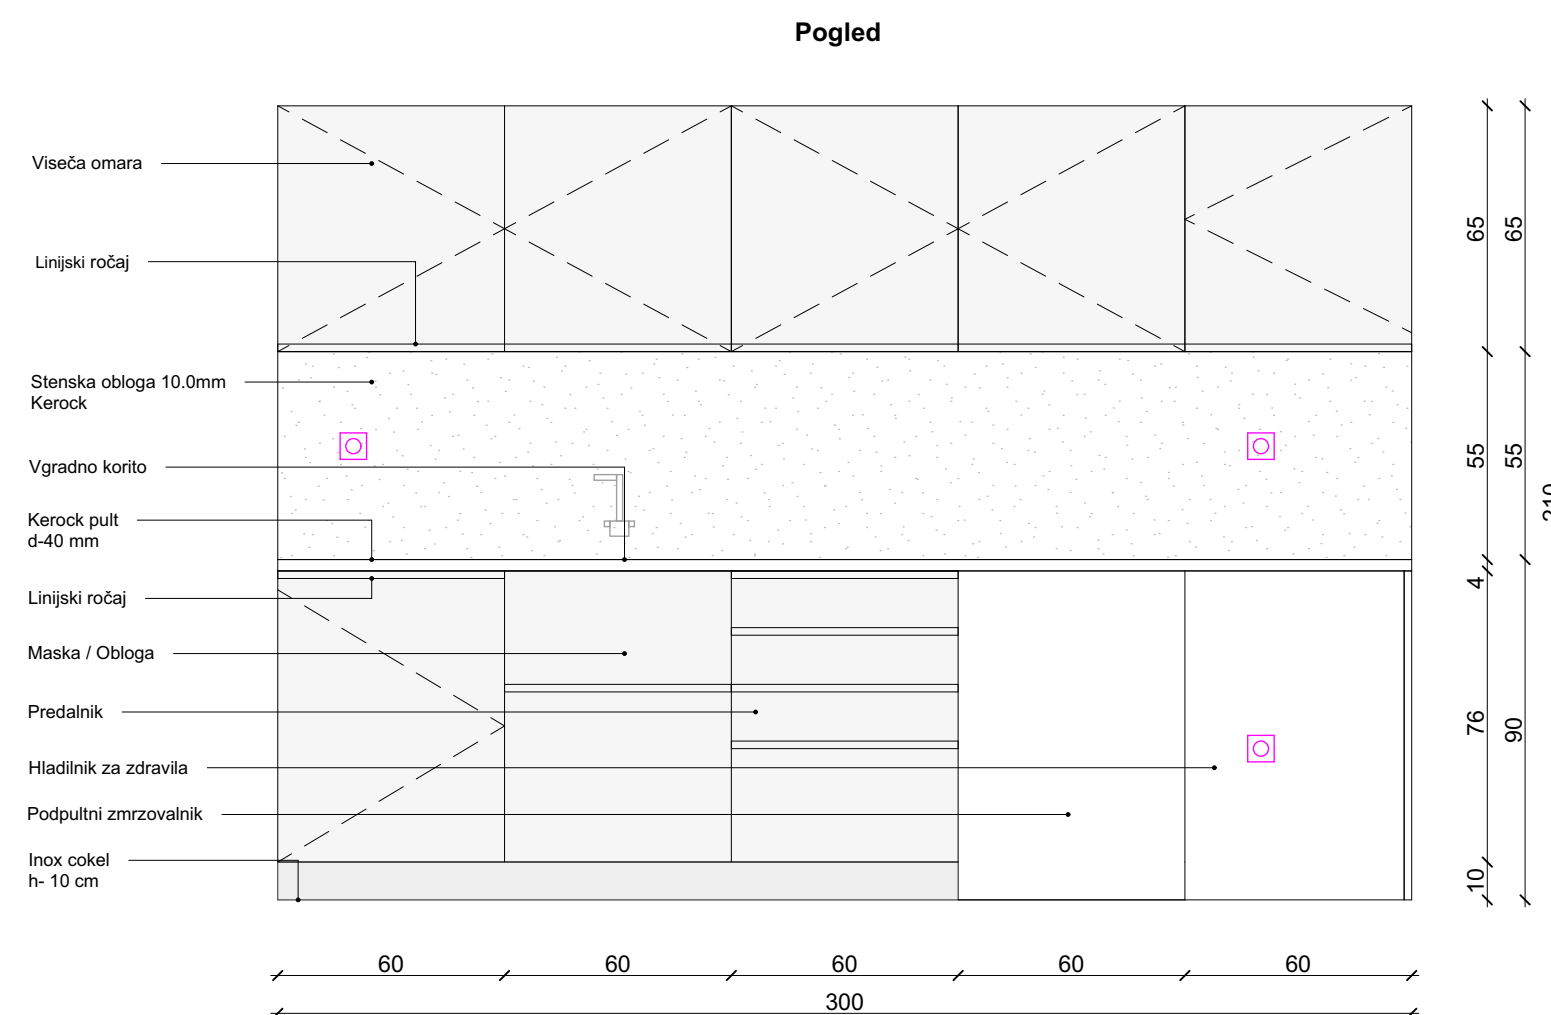 Pogled
Viseča omara
Linijski ročaj
Stenska obloga 10.0mm
Kerock
Vgradno korito
Kerock pult
d-40 mm
Linijski ročaj
Maska / Obloga
Predalnik
Hladilnik za zdravila
Podpultni zmrzovalnik
Inox cokel
h- 10 cm
65
65
55
55
210
4
76
90
10
60
60
60
60
60
300